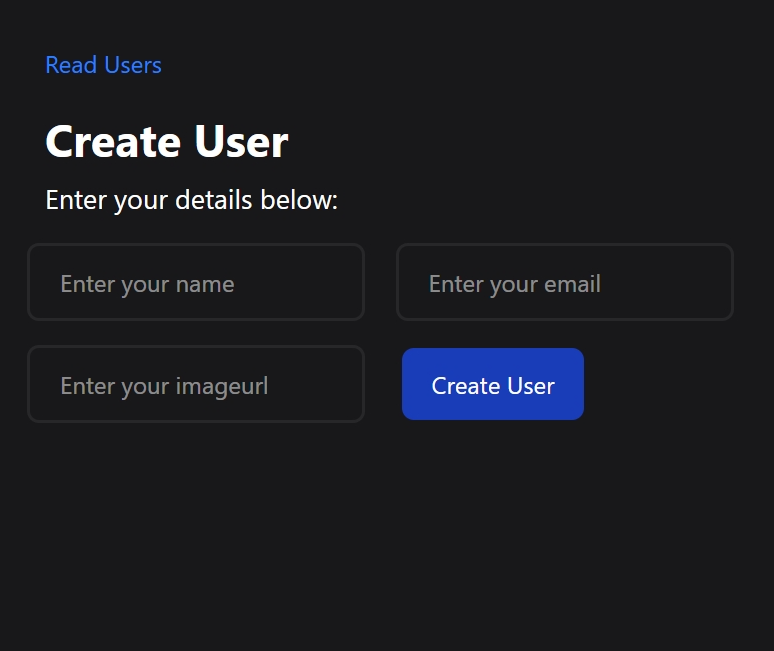 Read Users
Create User
Enter your details below:
Enter your name
Enter your email
Enter your imageurl
Create User